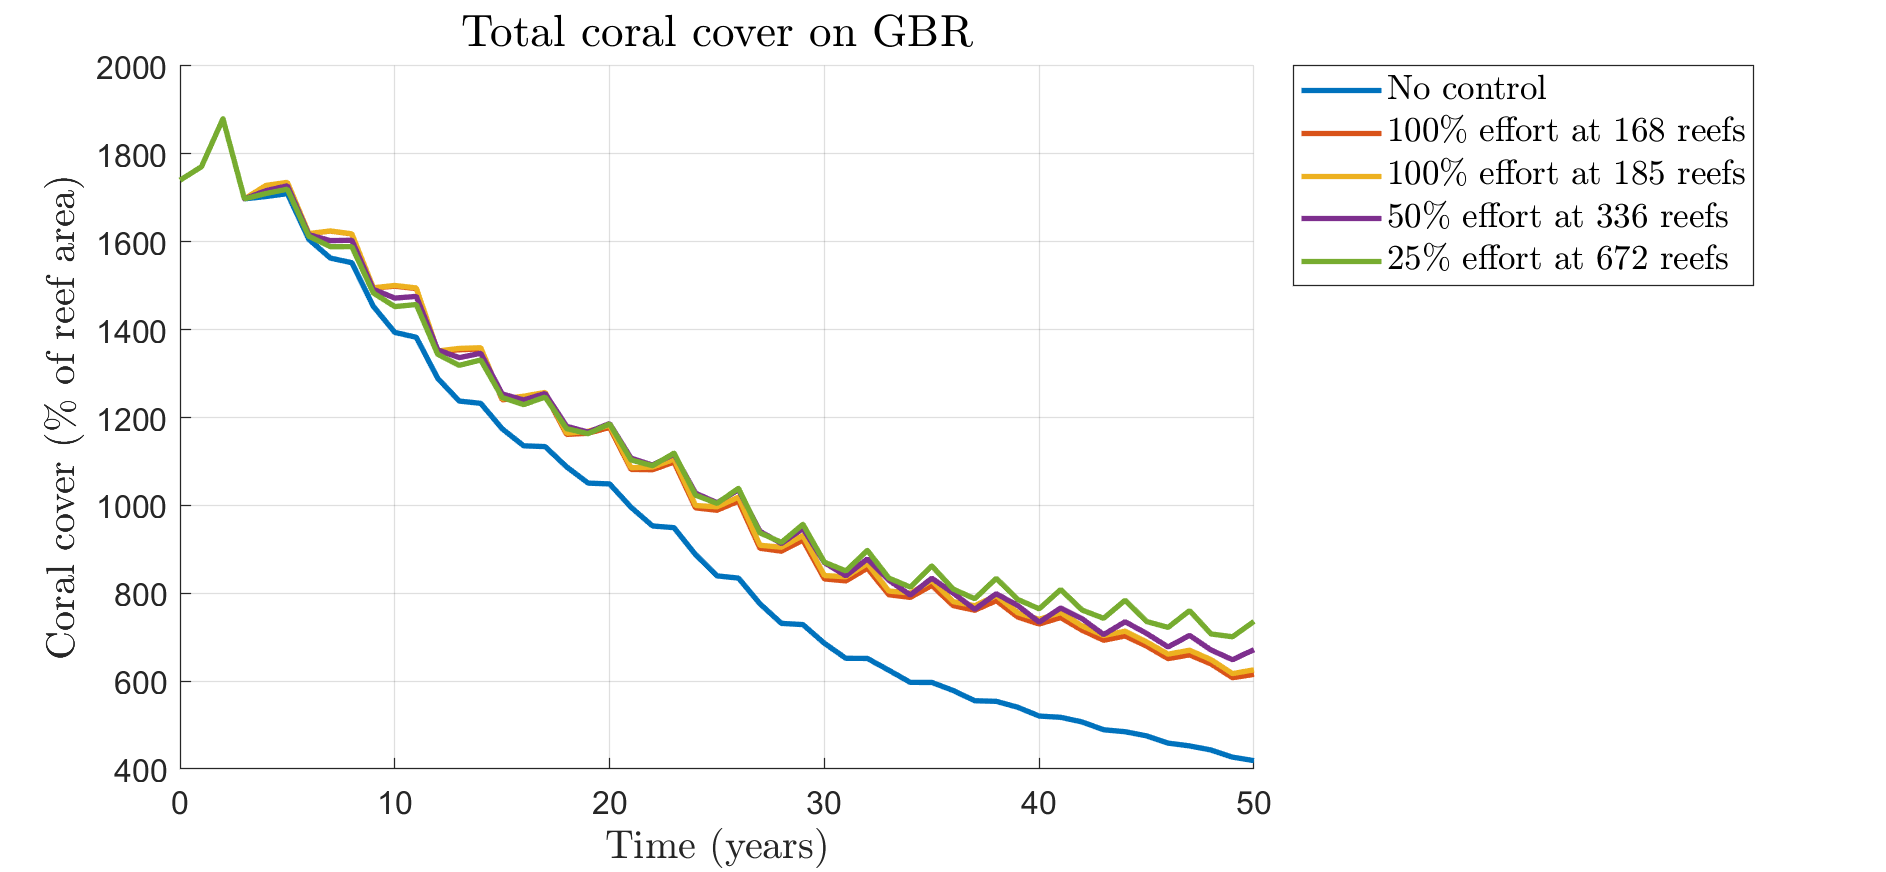 Total coral cover on GBR
2000
1800
1600
1400
1200
1000
800
600
400
Coral cover (% of reef area)
0 10 20 30 40 50
Time (years)
No control
100% effort at 168 reefs
100% effort at 185 reefs
50% effort at 336 reefs
25% effort at 672 reefs